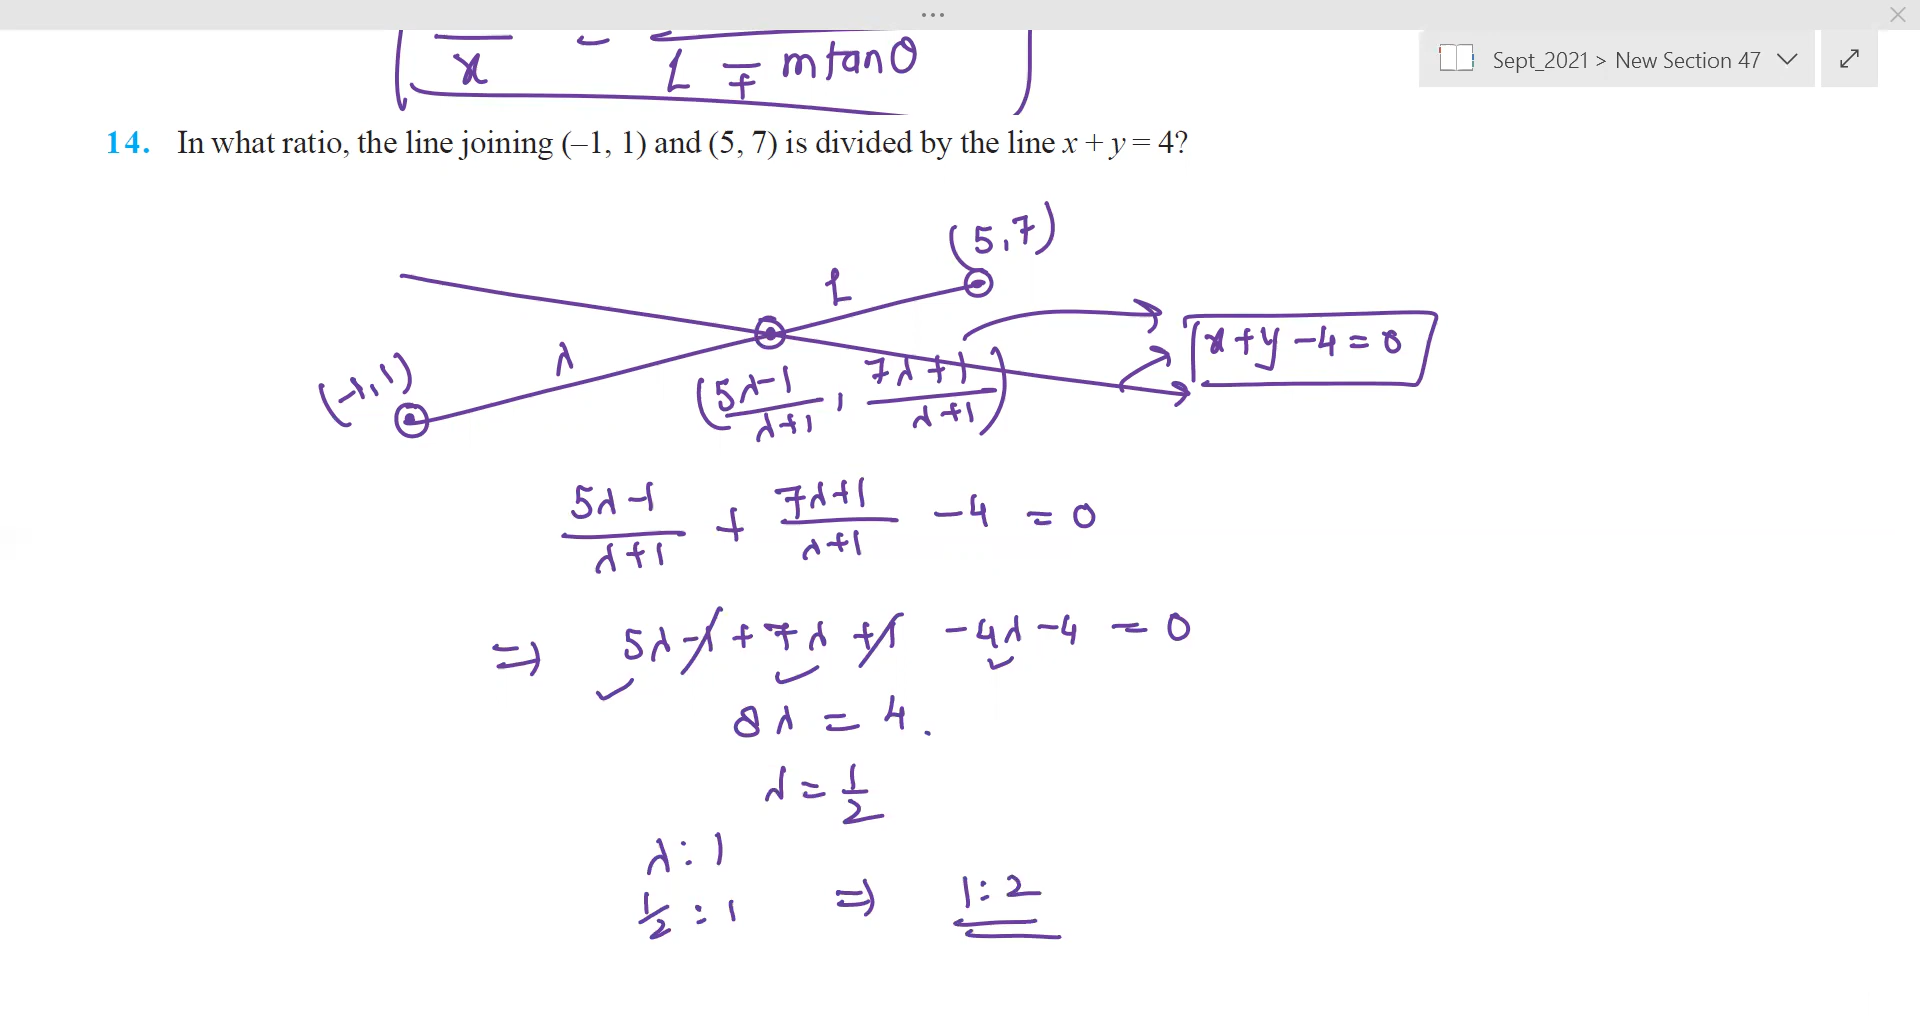 x = L ∓ m tan θ
Sept_2021 > New Section 47
14. In what ratio, the line joining (–1, 1) and (5, 7) is divided by the line x + y = 4?
(5,7)
1
x+y-4=0
λ
(-1,1)
((5λ-1)/(λ+1), (7λ+1)/(λ+1))
(5λ-1)/(λ+1) + (7λ+1)/(λ+1) -4 = 0
=> 5λ-1+7λ+1 -4λ-4 = 0
8λ = 4.
λ = 1/2
λ:1
1/2 : 1 => 1:2